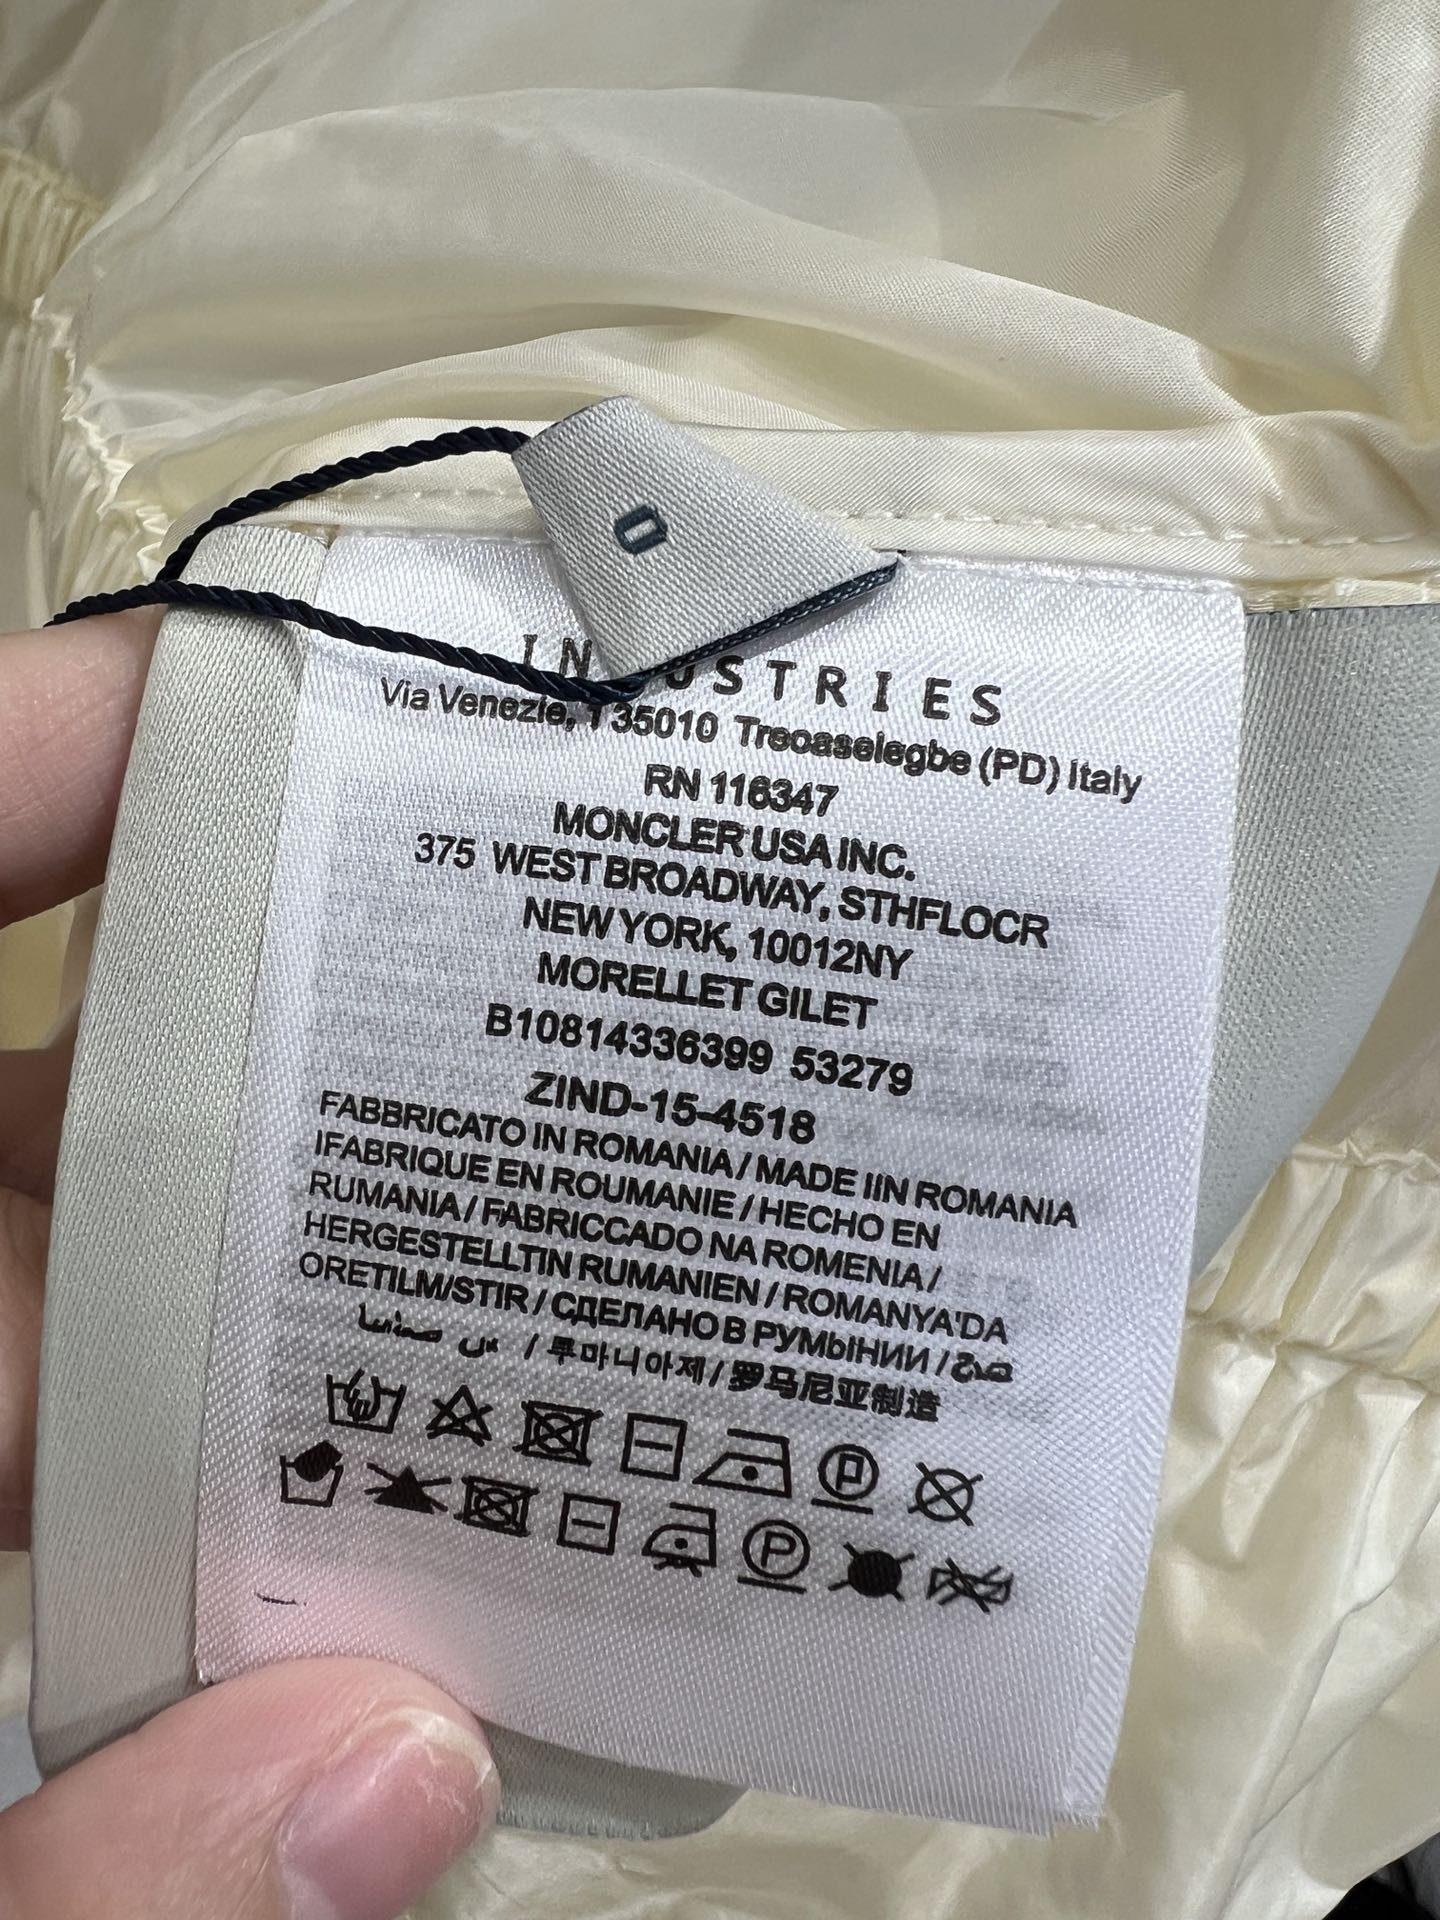 0
INDUSTRIES
Via Venezie, 1 35010 Treoaselegbe (PD) Italy
RN 116347
MONCLER USA INC.
375 WEST BROADWAY, STHFLOCR
NEW YORK, 10012NY
MORELLET GILET
B10814336399 53279
ZIND-15-4518
FABBRICATO IN ROMANIA / MADE IIN ROMANIA
IFABRIQUE EN ROUMANIE / HECHO EN
RUMANIA / FABRICCADO NA ROMENIA /
HERGESTELLTIN RUMANIEN / ROMANYA'DA
ORETILM/STIR / СДЕЛАНО В РУМЫНИИ /
/ 루마니아제 / 罗马尼亚制造
P
P